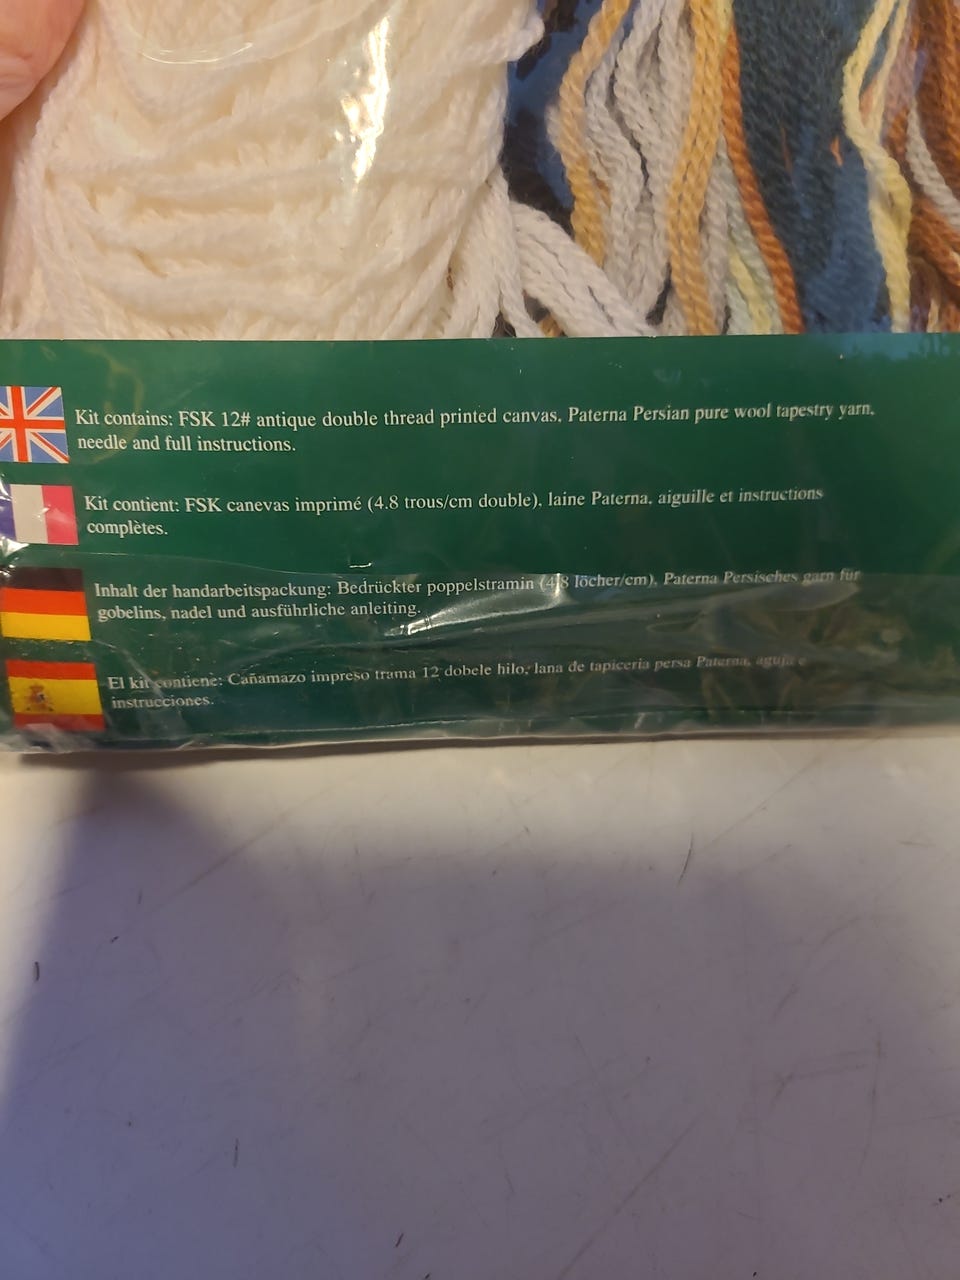 Kit contains: FSK 12# antique double thread printed canvas, Paterna Persian pure wool tapestry yarn,
needle and full instructions.
Kit contient: FSK canevas imprimé (4.8 trous/cm double), laine Paterna, aiguille et instructions
complètes.
Inhalt der handarbeitspackung: Bedrückter poppelstramin (4.8 löcher/cm), Paterna Persisches garn für
gobelins, nadel und ausführliche anleiting.
El kit contiene: Cañamazo impreso trama 12 dobele hilo, lana de tapiceria persa Paterna, aguja e
instrucciones.